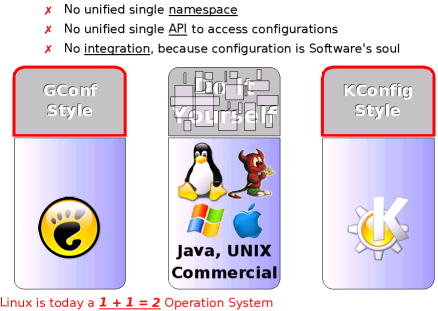 ✗ No unified single namespace
✗ No unified single API to access configurations
✗ No integration, because configuration is Software's soul
GConf
Style
Do It
Yourself
KConfig
Style
Java, UNIX
Commercial
Linux is today a 1 + 1 = 2 Operation System